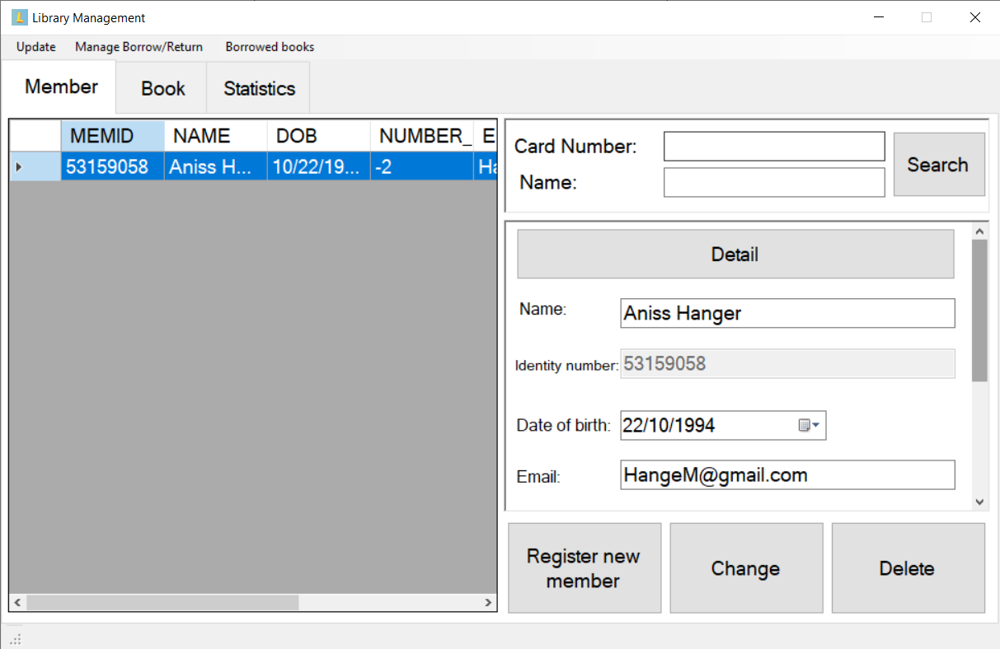 Library Management
Update Manage Borrow/Return Borrowed books
Member Book Statistics
MEMID NAME DOB NUMBER_ E
53159058 Aniss H... 10/22/19... -2 Ha
Card Number:
Name:
Search
Detail
Name: Aniss Hanger
Identity number: 53159058
Date of birth: 22/10/1994
Email: HangeM@gmail.com
Register new
member
Change
Delete